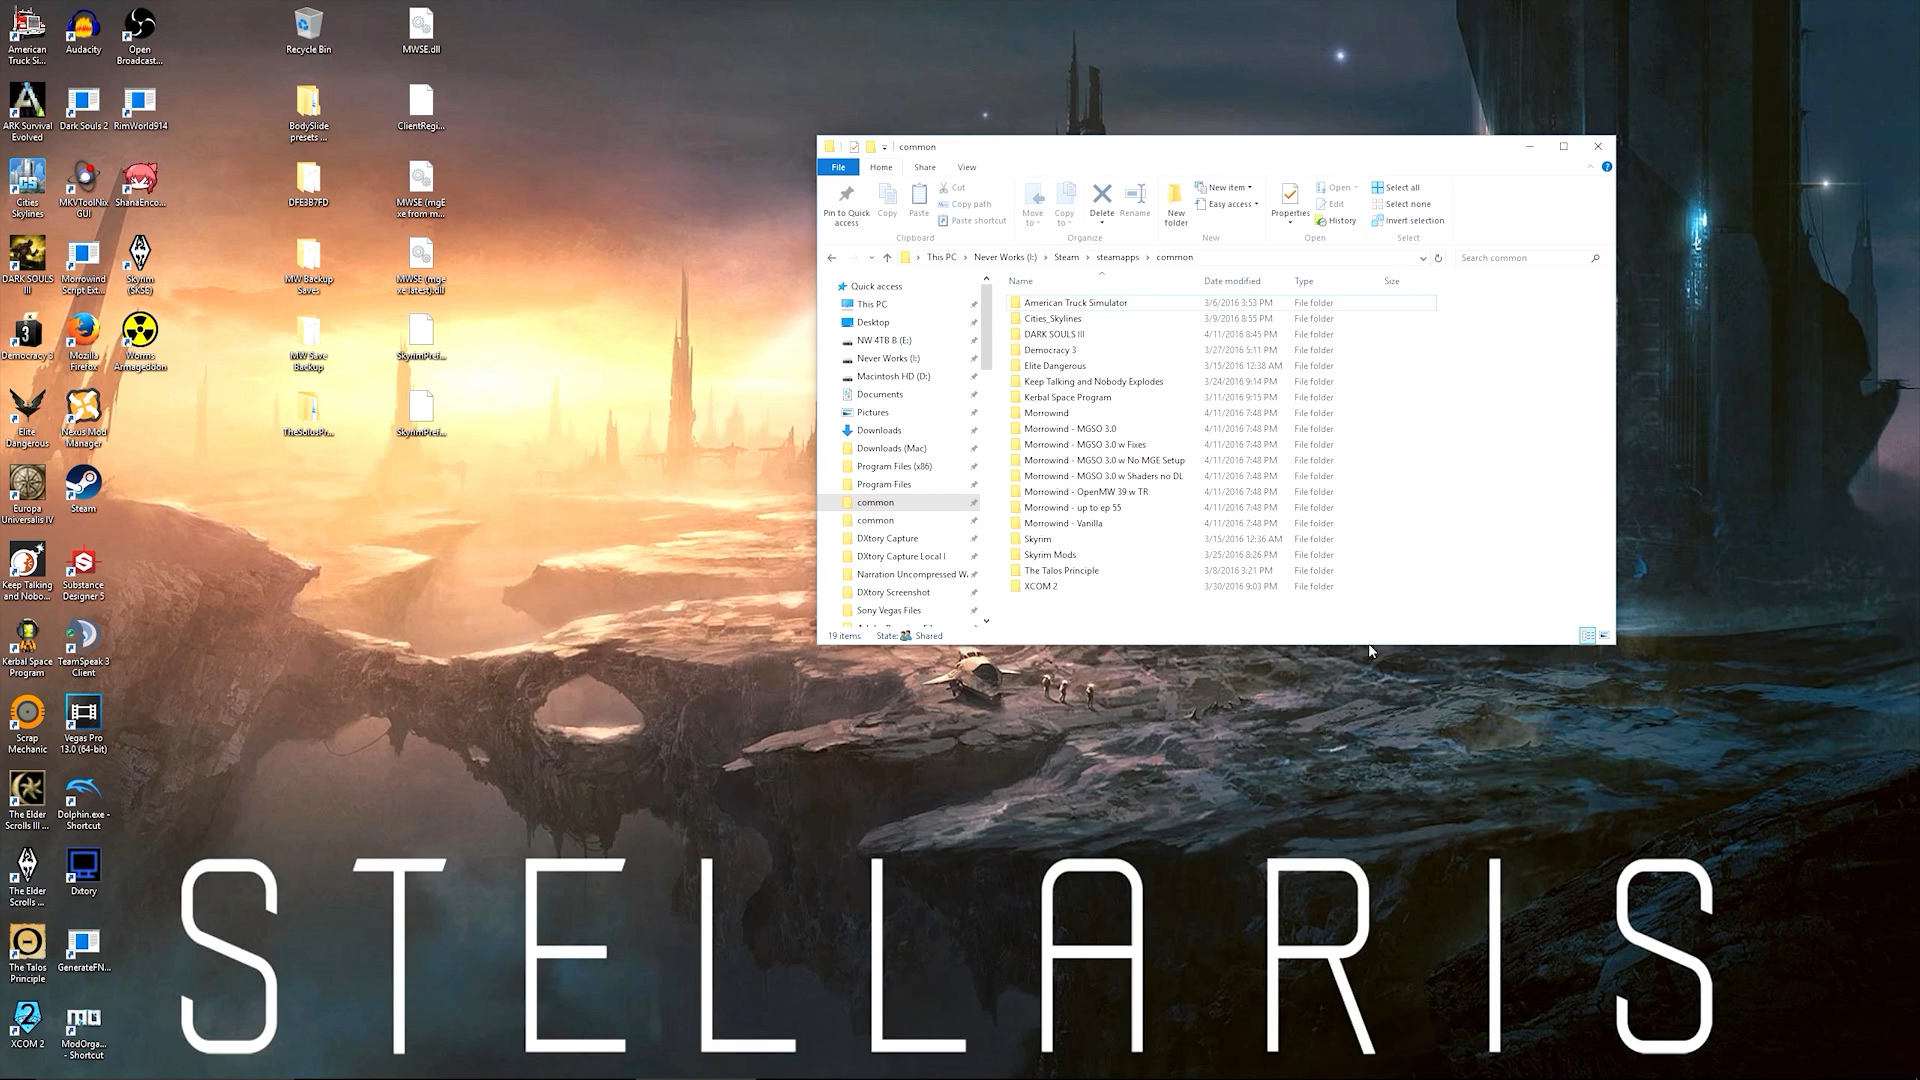 American
Truck Si...
Audacity
Open
Broadcast...
Recycle Bin
MWSE.dll
ARK Survival
Evolved
Dark Souls 2
RimWorld914
BodySlide
presets ...
ClientRegi...
Cities
Skylines
MKVToolNix
GUI
ShanaEnco...
DFE3B7FD
MWSE (mgE
xe from m...
DARK SOULS
III
Morrowind
Script Ext...
Skyrim
(SKSE)
MW Backup
Saves
MWSE (mge
xe latest).dll
Democracy 3
Mozilla
Firefox
Worms
Armageddon
MW Save
Backup
SkyrimPref...
Elite
Dangerous
Nexus Mod
Manager
TheSolusPr...
SkyrimPref...
Europa
Universalis IV
Steam
Keep Talking
and Nobo...
Substance
Designer 5
Kerbal Space
Program
TeamSpeak 3
Client
Scrap
Mechanic
Vegas Pro
13.0 (64-bit)
The Elder
Scrolls III ...
Dolphin.exe -
Shortcut
The Elder
Scrolls ...
Dxtory
The Talos
Principle
GenerateFN...
XCOM 2
ModOrga...
- Shortcut
common
File Home Share View
Pin to Quick
access
Copy
Paste
Cut
Copy path
Paste shortcut
Clipboard
Move
to
Copy
to
Delete
Rename
Organize
New
folder
New item
Easy access
New
Properties
Open
Edit
History
Open
Select all
Select none
Invert selection
Select
This PC > Never Works (I:) > Steam > steamapps > common
Search common
Quick access
This PC
Desktop
NW 4TB B (E:)
Never Works (I:)
Macintosh HD (D:)
Documents
Pictures
Downloads
Downloads (Mac)
Program Files (x86)
Program Files
common
common
DXtory Capture
DXtory Capture Local I
Narration Uncompressed W
DXtory Screenshot
Sony Vegas Files
Name Date modified Type Size
American Truck Simulator 3/6/2016 3:53 PM File folder
Cities_Skylines 3/9/2016 8:55 PM File folder
DARK SOULS III 4/11/2016 8:45 PM File folder
Democracy 3 3/27/2016 5:11 PM File folder
Elite Dangerous 3/15/2016 12:38 AM File folder
Keep Talking and Nobody Explodes 3/24/2016 9:14 PM File folder
Kerbal Space Program 3/11/2016 9:15 PM File folder
Morrowind 4/11/2016 7:48 PM File folder
Morrowind - MGSO 3.0 4/11/2016 7:48 PM File folder
Morrowind - MGSO 3.0 w Fixes 4/11/2016 7:48 PM File folder
Morrowind - MGSO 3.0 w No MGE Setup 4/11/2016 7:48 PM File folder
Morrowind - MGSO 3.0 w Shaders no DL 4/11/2016 7:48 PM File folder
Morrowind - OpenMW 39 w TR 4/11/2016 7:48 PM File folder
Morrowind - up to ep 55 4/11/2016 7:48 PM File folder
Morrowind - Vanilla 4/11/2016 7:48 PM File folder
Skyrim 3/15/2016 12:36 AM File folder
Skyrim Mods 3/25/2016 8:26 PM File folder
The Talos Principle 3/8/2016 3:21 PM File folder
XCOM 2 3/30/2016 9:03 PM File folder
19 items State: Shared
STELLARIS